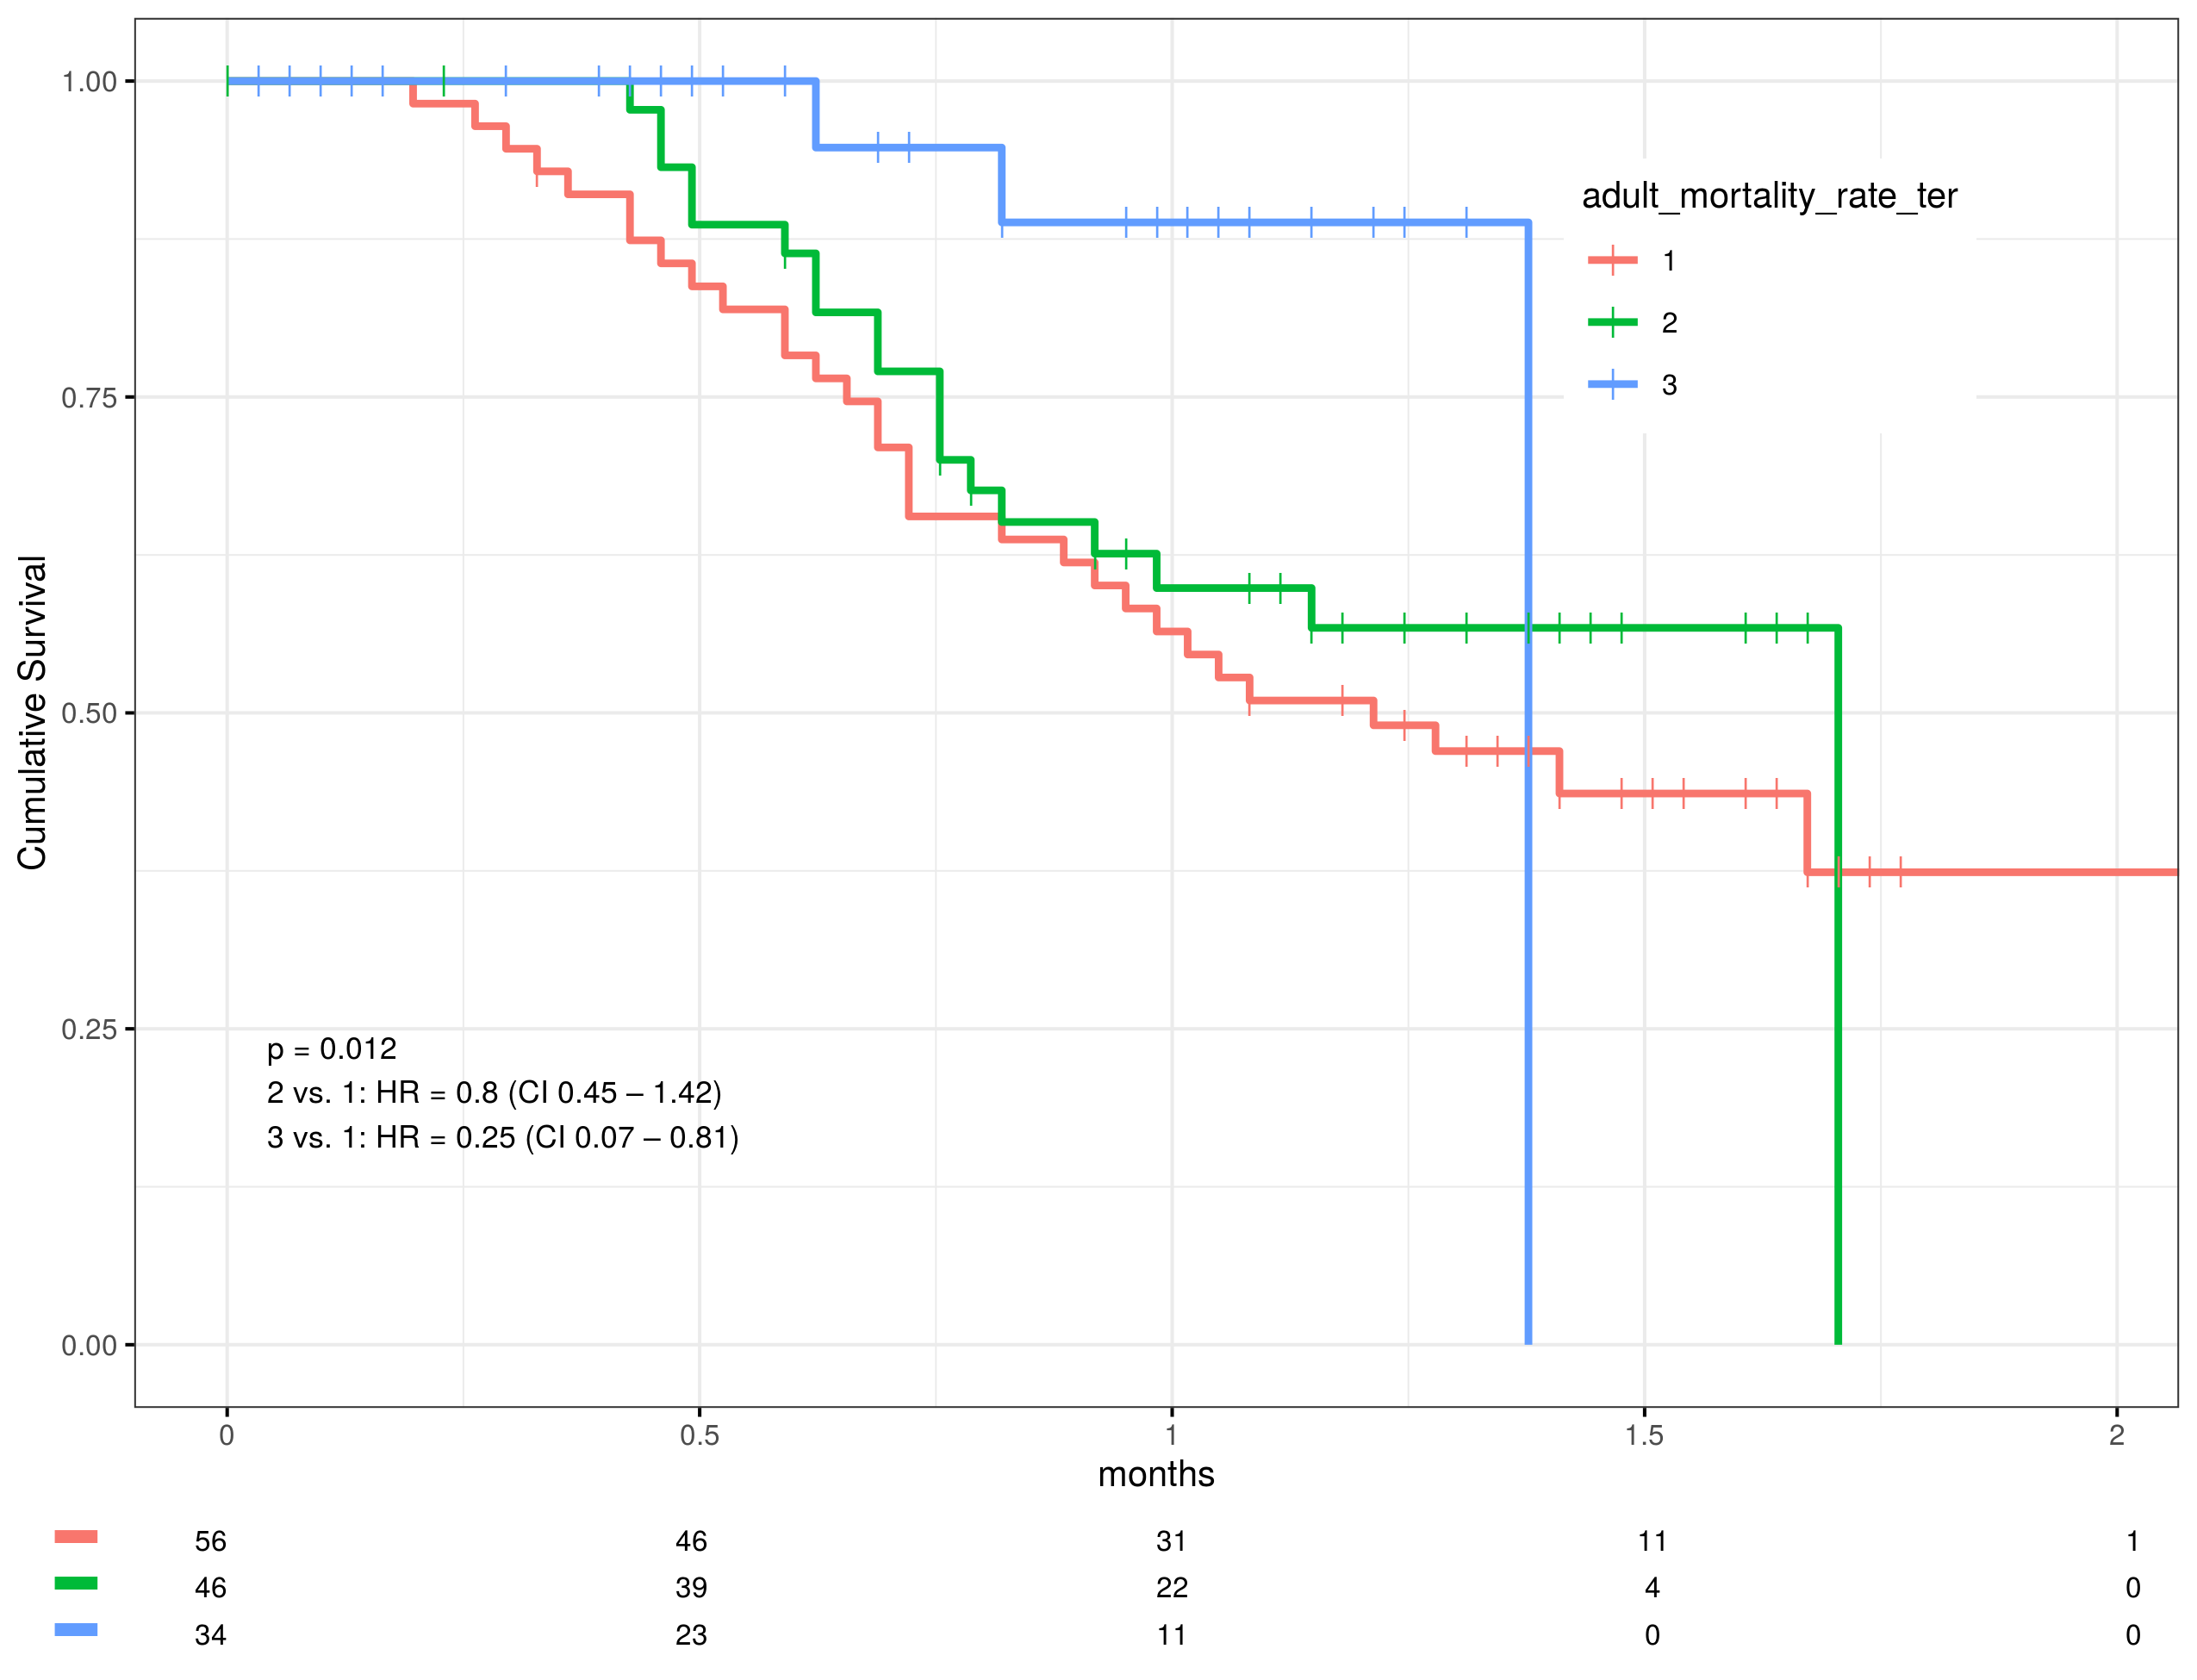 1.00
0.75
0.50
0.25
0.00
Cumulative Survival
adult_mortality_rate_ter
1
2
3
p = 0.012
2 vs. 1: HR = 0.8 (CI 0.45 – 1.42)
3 vs. 1: HR = 0.25 (CI 0.07 – 0.81)
0 0.5 1 1.5 2
months
56 46 31 11 1
46 39 22 4 0
34 23 11 0 0